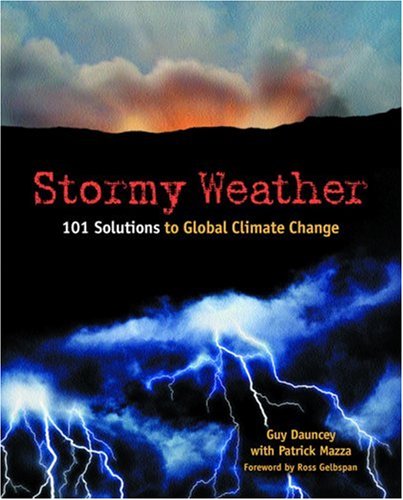 Stormy Weather
101 Solutions to Global Climate Change
Guy Dauncey
with Patrick Mazza
Foreword by Ross Gelbspan